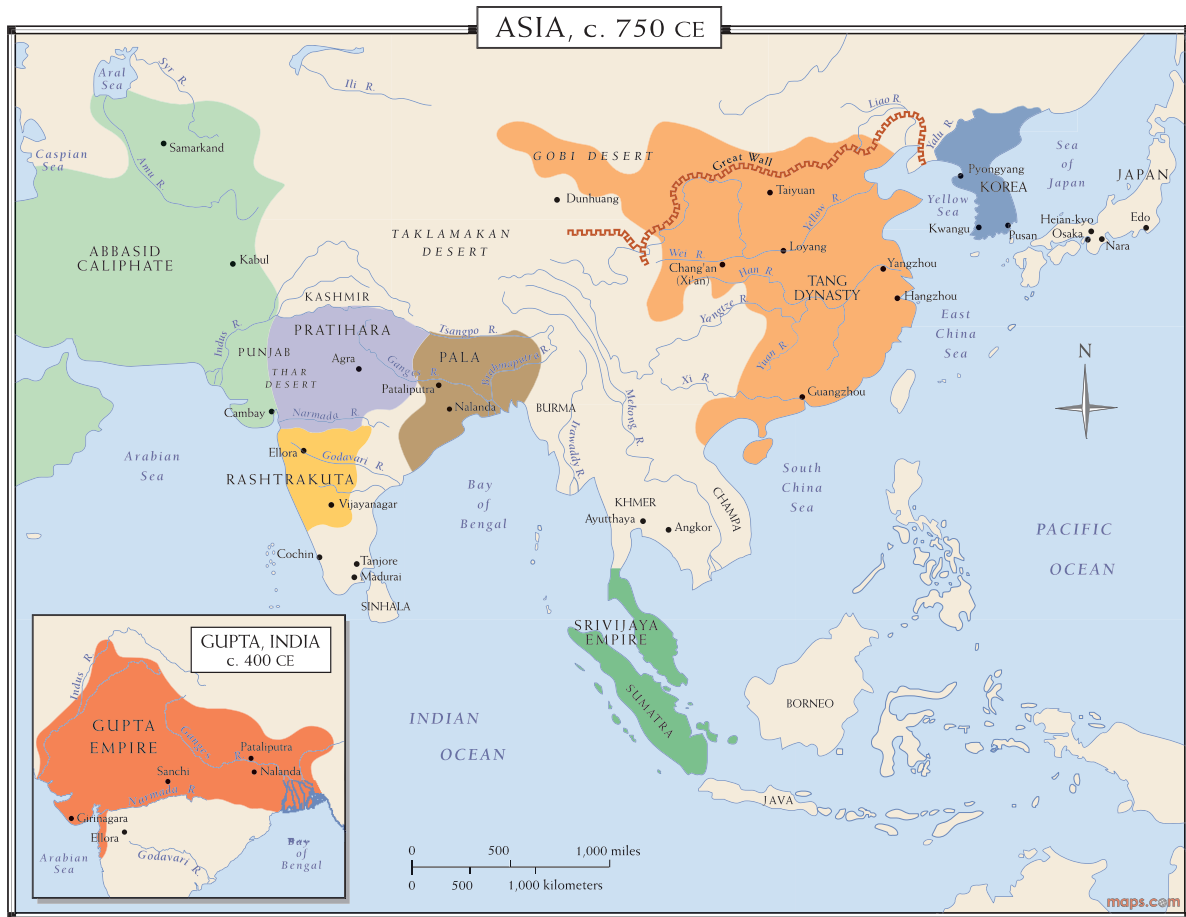 ASIA, c. 750 CE
Aral
Sea
Syr R.
Ili R.
Liao R.
Caspian
Sea
Samarkand
Amu R.
GOBI DESERT
Great Wall
Yalu R.
Sea
of
Japan
JAPAN
Pyongyang
KOREA
Dunhuang
Taiyuan
Yellow R.
Yellow
Sea
Kwangu
Pusan
Heian-kyo
Osaka
Nara
Edo
TAKLAMAKAN
DESERT
ABBASID
CALIPHATE
Kabul
Wei R.
Loyang
Chang'an
(Xi'an)
Han R.
Yangzhou
TANG
DYNASTY
Hangzhou
KASHMIR
Yangtze R.
East
China
Sea
Indus R.
PRATIHARA
Tsangpo R.
PUNJAB
THAR
DESERT
Agra
Ganges R.
PALA
Brahmaputra R.
Yuan R.
N
Pataliputra
Xi R.
Guangzhou
Cambay
Narmada R.
Nalanda
BURMA
Mekong R.
Irawaddy R.
Arabian
Sea
Ellora
Godavari R.
RASHTRAKUTA
Vijayanagar
Bay
of
Bengal
South
China
Sea
KHMER
Ayutthaya
Angkor
CHAMPA
PACIFIC
OCEAN
Cochin
Tanjore
Madurai
SINHALA
SRIVIJAYA
EMPIRE
SUMATRA
BORNEO
INDIAN
OCEAN
JAVA
GUPTA, INDIA
c. 400 CE
Indus R.
GUPTA
EMPIRE
Ganges R.
Pataliputra
Nalanda
Sanchi
Narmada R.
Girinagara
Ellora
Godavari R.
Arabian
Sea
Bay
of
Bengal
0 500 1,000 miles
0 500 1,000 kilometers
maps.com